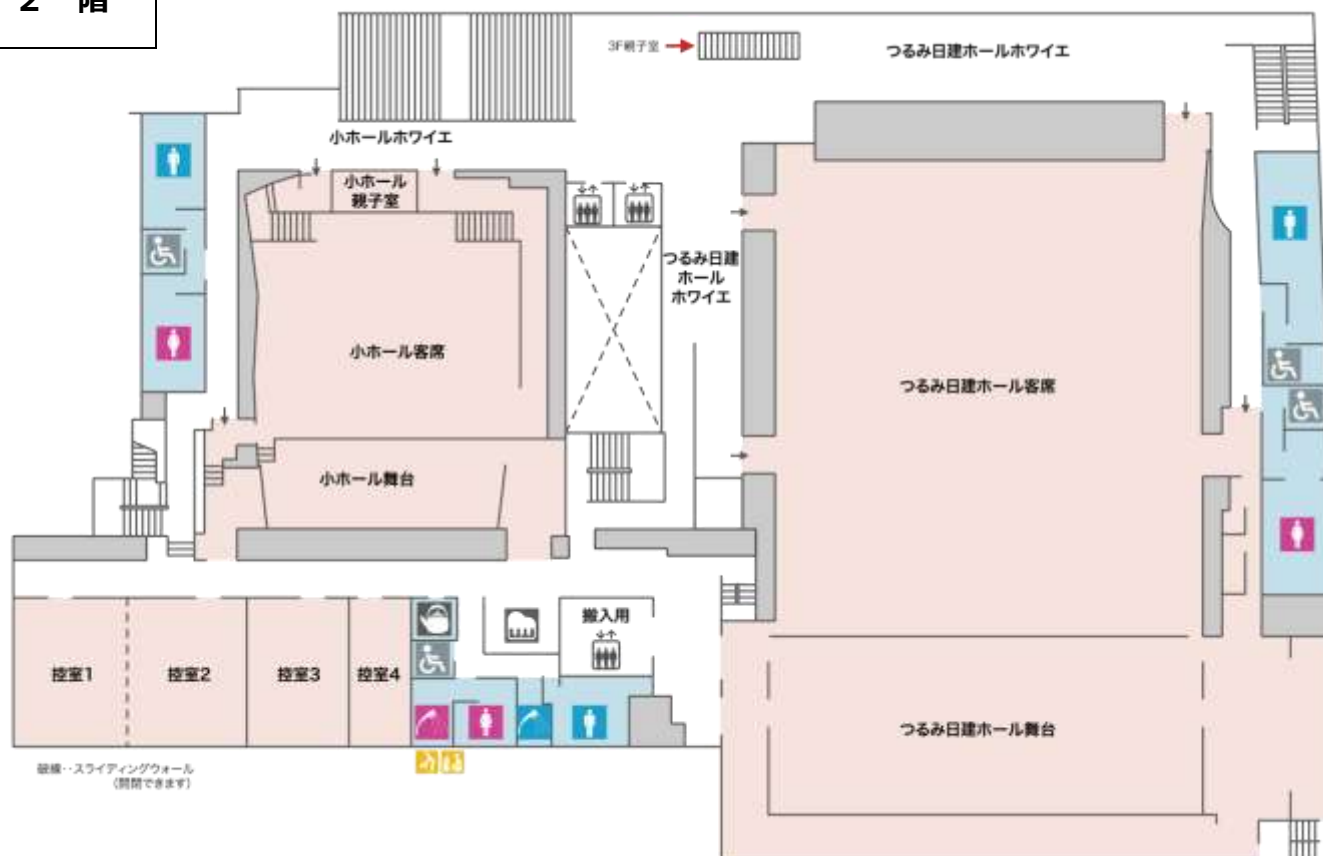 2 階
3F親子室
つるみ日建ホールホワイエ
小ホールホワイエ
小ホール
親子室
つるみ日建
ホール
ホワイエ
小ホール客席
つるみ日建ホール客席
小ホール舞台
搬入用
控室1
控室2
控室3
控室4
つるみ日建ホール舞台
破線‥スライディングウォール
（開閉できます）